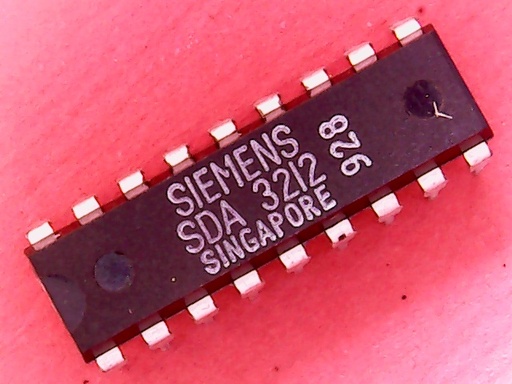 SIEMENS
SDA 3212
SINGAPORE
928